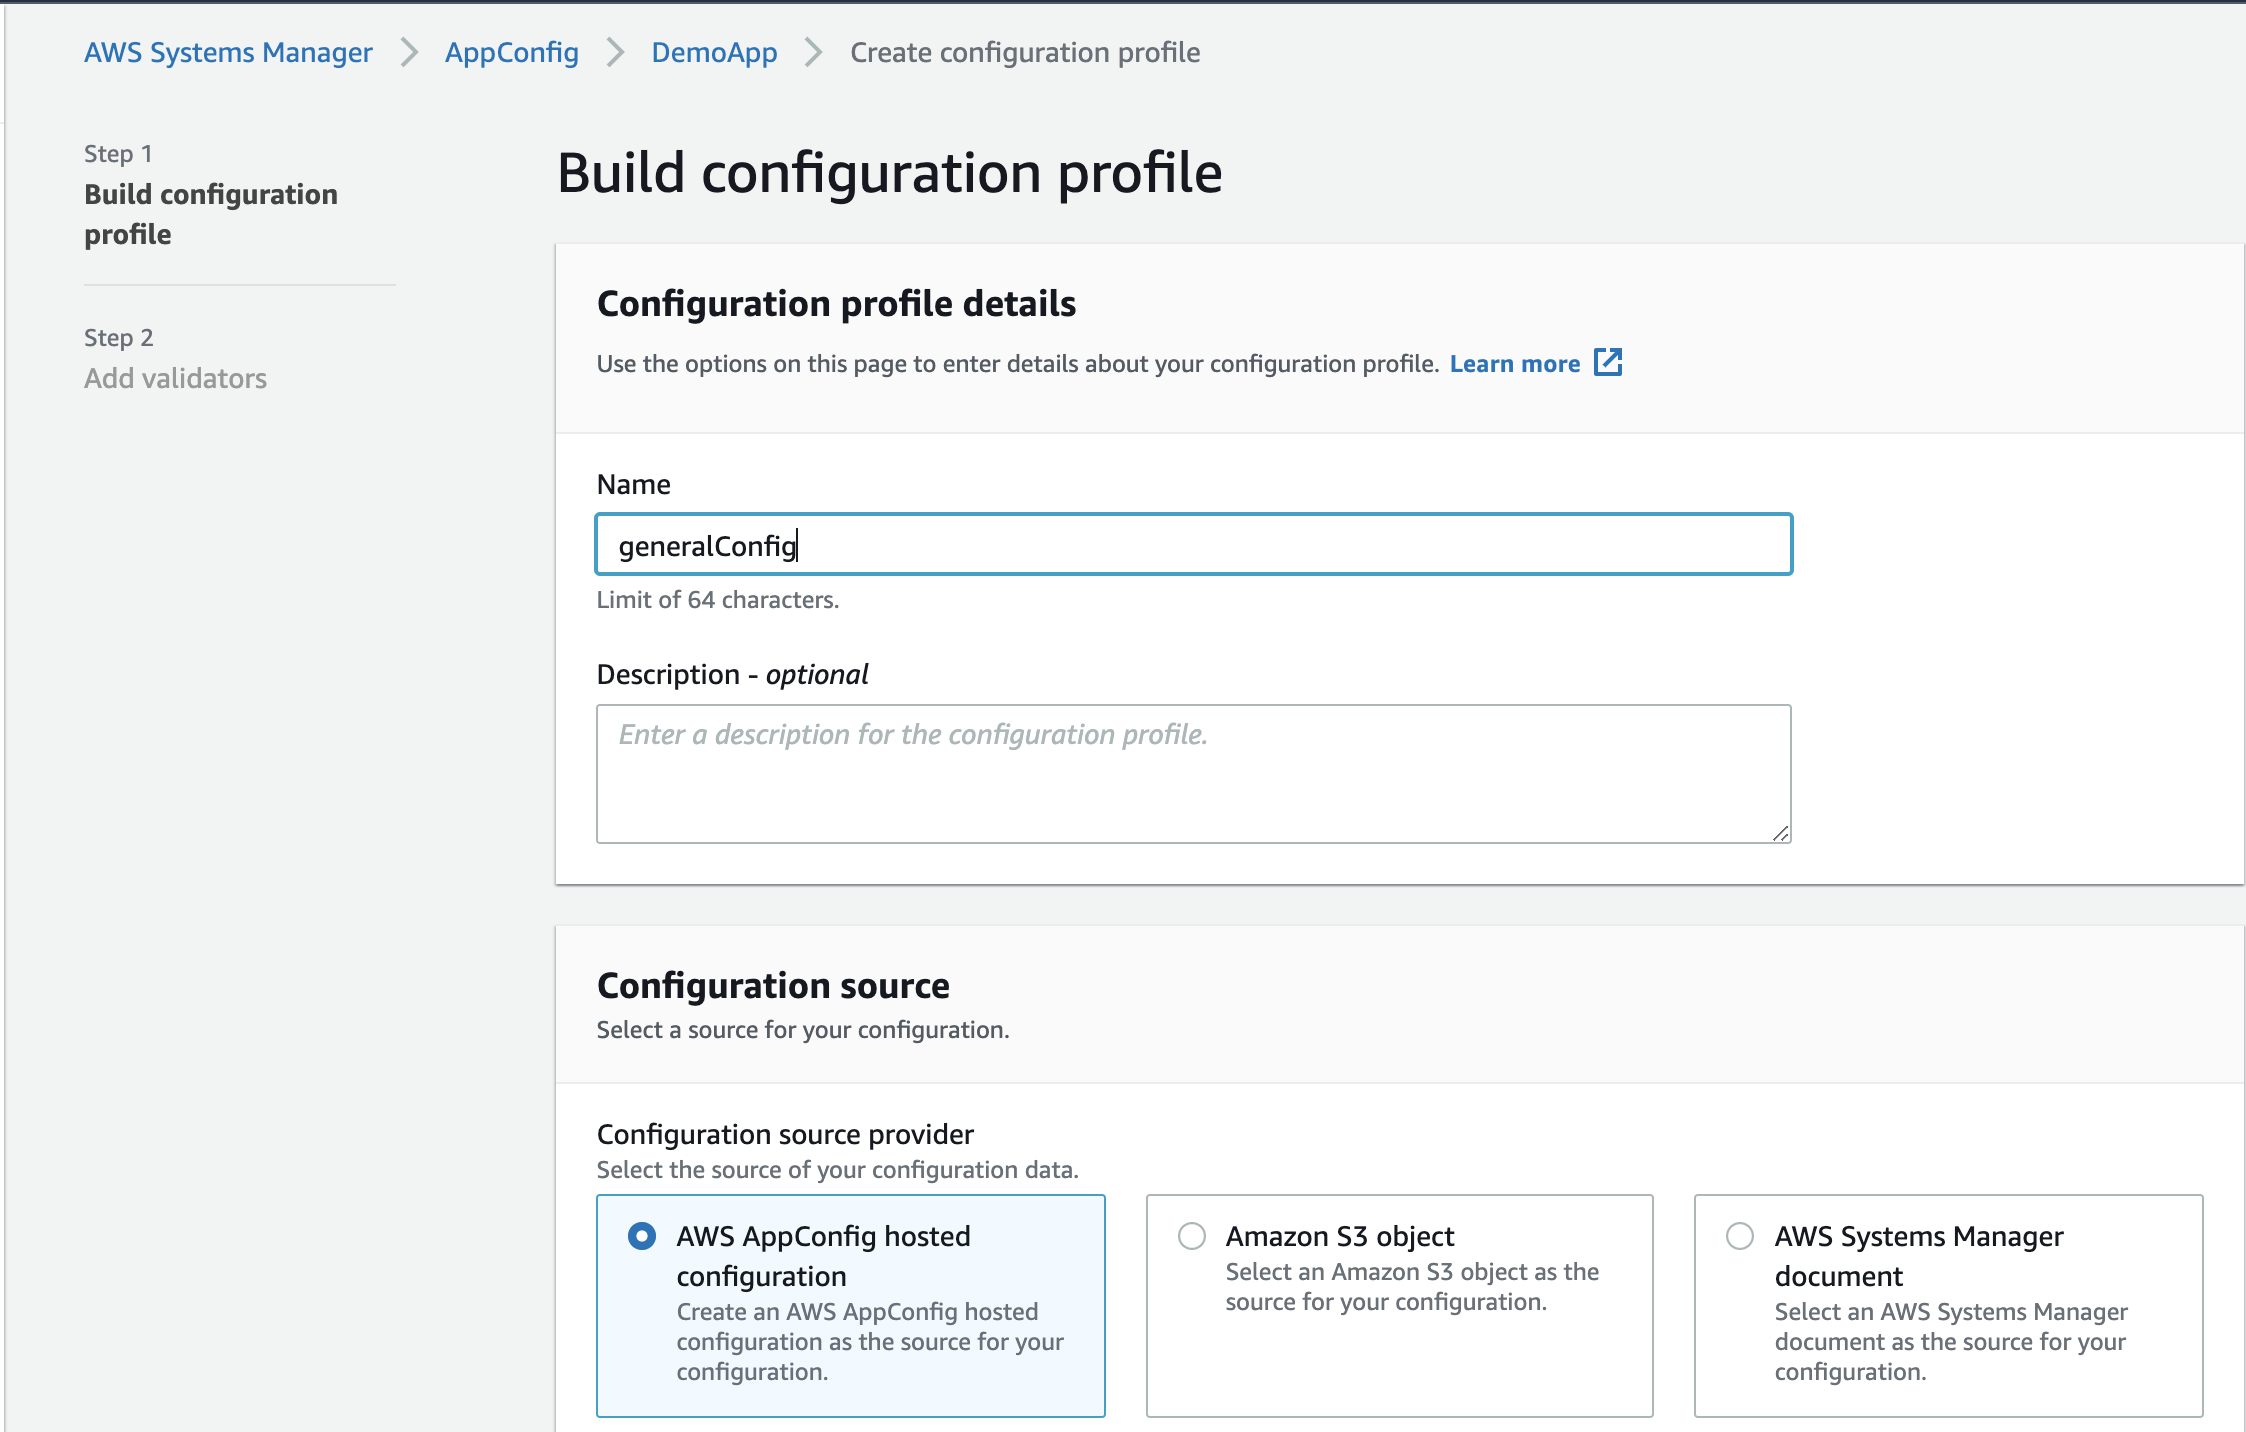 AWS Systems Manager > AppConfig > DemoApp > Create configuration profile
Step 1
Build configuration
profile
Step 2
Add validators
Build configuration profile
Configuration profile details
Use the options on this page to enter details about your configuration profile. Learn more
Name
generalConfig
Limit of 64 characters.
Description - optional
Enter a description for the configuration profile.
Configuration source
Select a source for your configuration.
Configuration source provider
Select the source of your configuration data.
AWS AppConfig hosted
configuration
Create an AWS AppConfig hosted
configuration as the source for your
configuration.
Amazon S3 object
Select an Amazon S3 object as the
source for your configuration.
AWS Systems Manager
document
Select an AWS Systems Manager
document as the source for your
configuration.